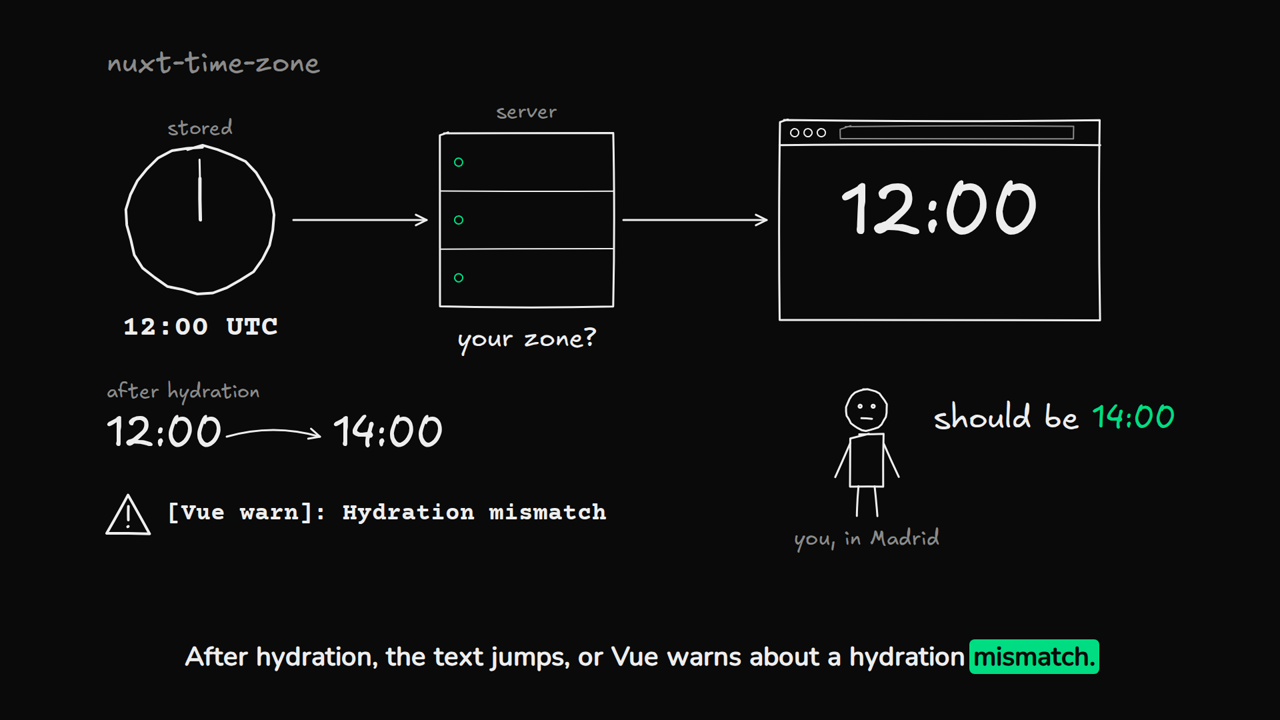 nuxt-time-zone
stored
server
12:00
12:00 UTC
your zone?
after hydration
12:00 14:00
should be 14:00
[Vue warn]: Hydration mismatch
you, in Madrid
After hydration, the text jumps, or Vue warns about a hydration mismatch.